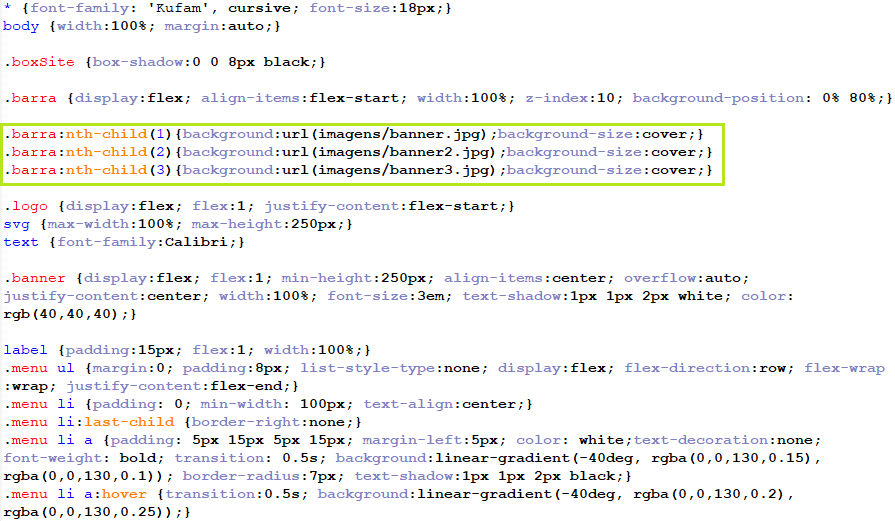 * {font-family: 'Kufam', cursive; font-size:18px;}
body {width:100%; margin:auto;}
.boxSite {box-shadow:0 0 8px black;}
.barra {display:flex; align-items:flex-start; width:100%; z-index:10; background-position: 0% 80%;}
.barra:nth-child(1){background:url(imagens/banner.jpg);background-size:cover;}
.barra:nth-child(2){background:url(imagens/banner2.jpg);background-size:cover;}
.barra:nth-child(3){background:url(imagens/banner3.jpg);background-size:cover;}
.logo {display:flex; flex:1; justify-content:flex-start;}
svg {max-width:100%; max-height:250px;}
text {font-family:Calibri;}
.banner {display:flex; flex:1; min-height:250px; align-items:center; overflow:auto;
justify-content:center; width:100%; font-size:3em; text-shadow:1px 1px 2px white; color:
rgb(40,40,40);}
label {padding:15px; flex:1; width:100%;}
.menu ul {margin:0; padding:8px; list-style-type:none; display:flex; flex-direction:row; flex-wrap
:wrap; justify-content:flex-end;}
.menu li {padding: 0; min-width: 100px; text-align:center;}
.menu li:last-child {border-right:none;}
.menu li a {padding: 5px 15px 5px 15px; margin-left:5px; color: white;text-decoration:none;
font-weight: bold; transition: 0.5s; background:linear-gradient(-40deg, rgba(0,0,130,0.15),
rgba(0,0,130,0.1)); border-radius:7px; text-shadow:1px 1px 2px black;}
.menu li a:hover {transition:0.5s; background:linear-gradient(-40deg, rgba(0,0,130,0.2),
rgba(0,0,130,0.25));}